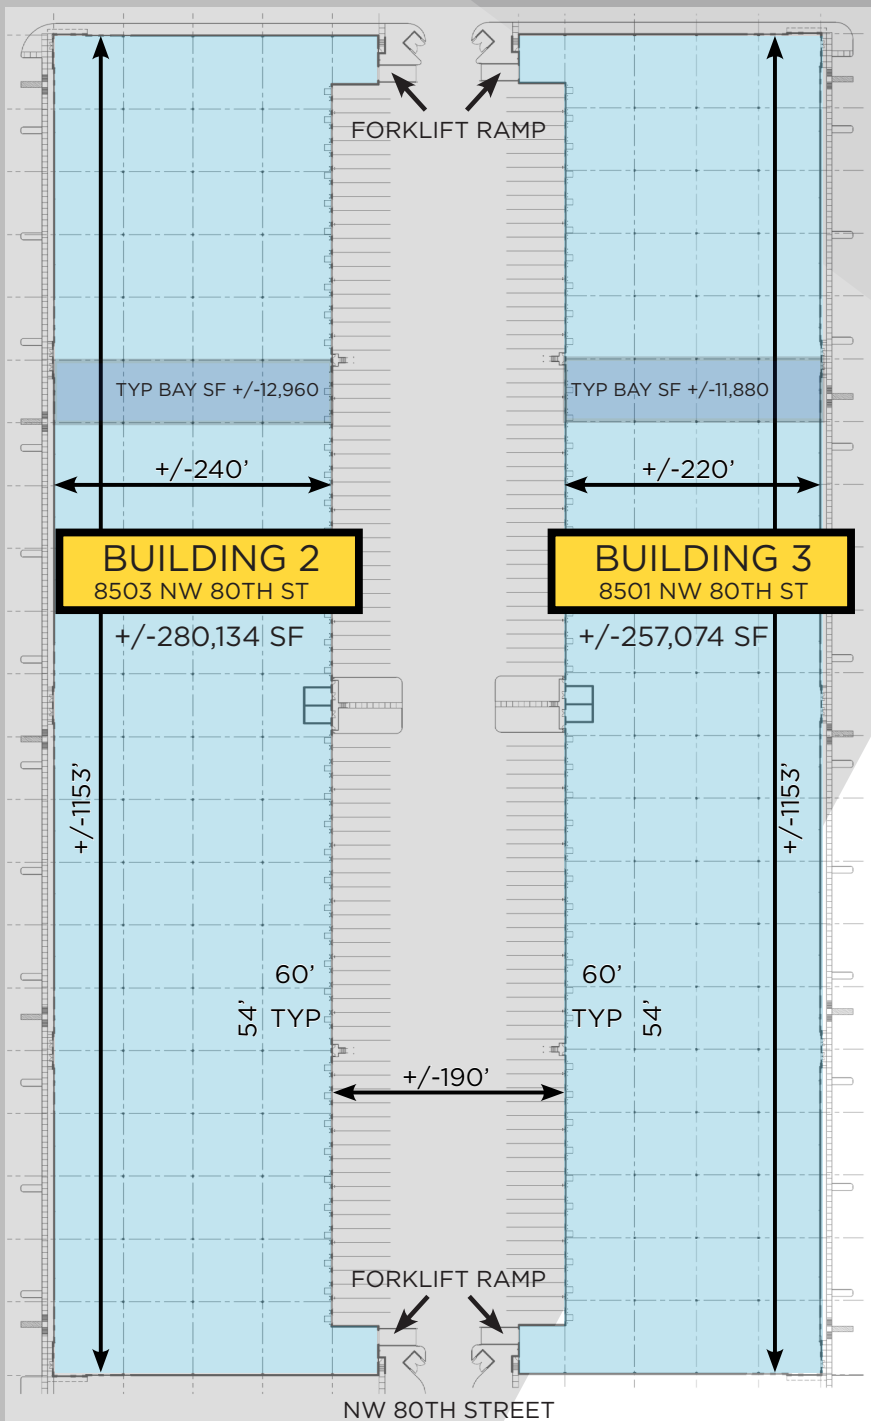 FORKLIFT RAMP
TYP BAY SF +/-12,960
TYP BAY SF +/-11,880
+/-240’
+/-220’
BUILDING 2
8503 NW 80TH ST
+/-280,134 SF
BUILDING 3
8501 NW 80TH ST
+/-257,074 SF
+/-1153’
+/-1153’
60’
54’ TYP
60’
TYP 54’
+/-190’
FORKLIFT RAMP
NW 80TH STREET